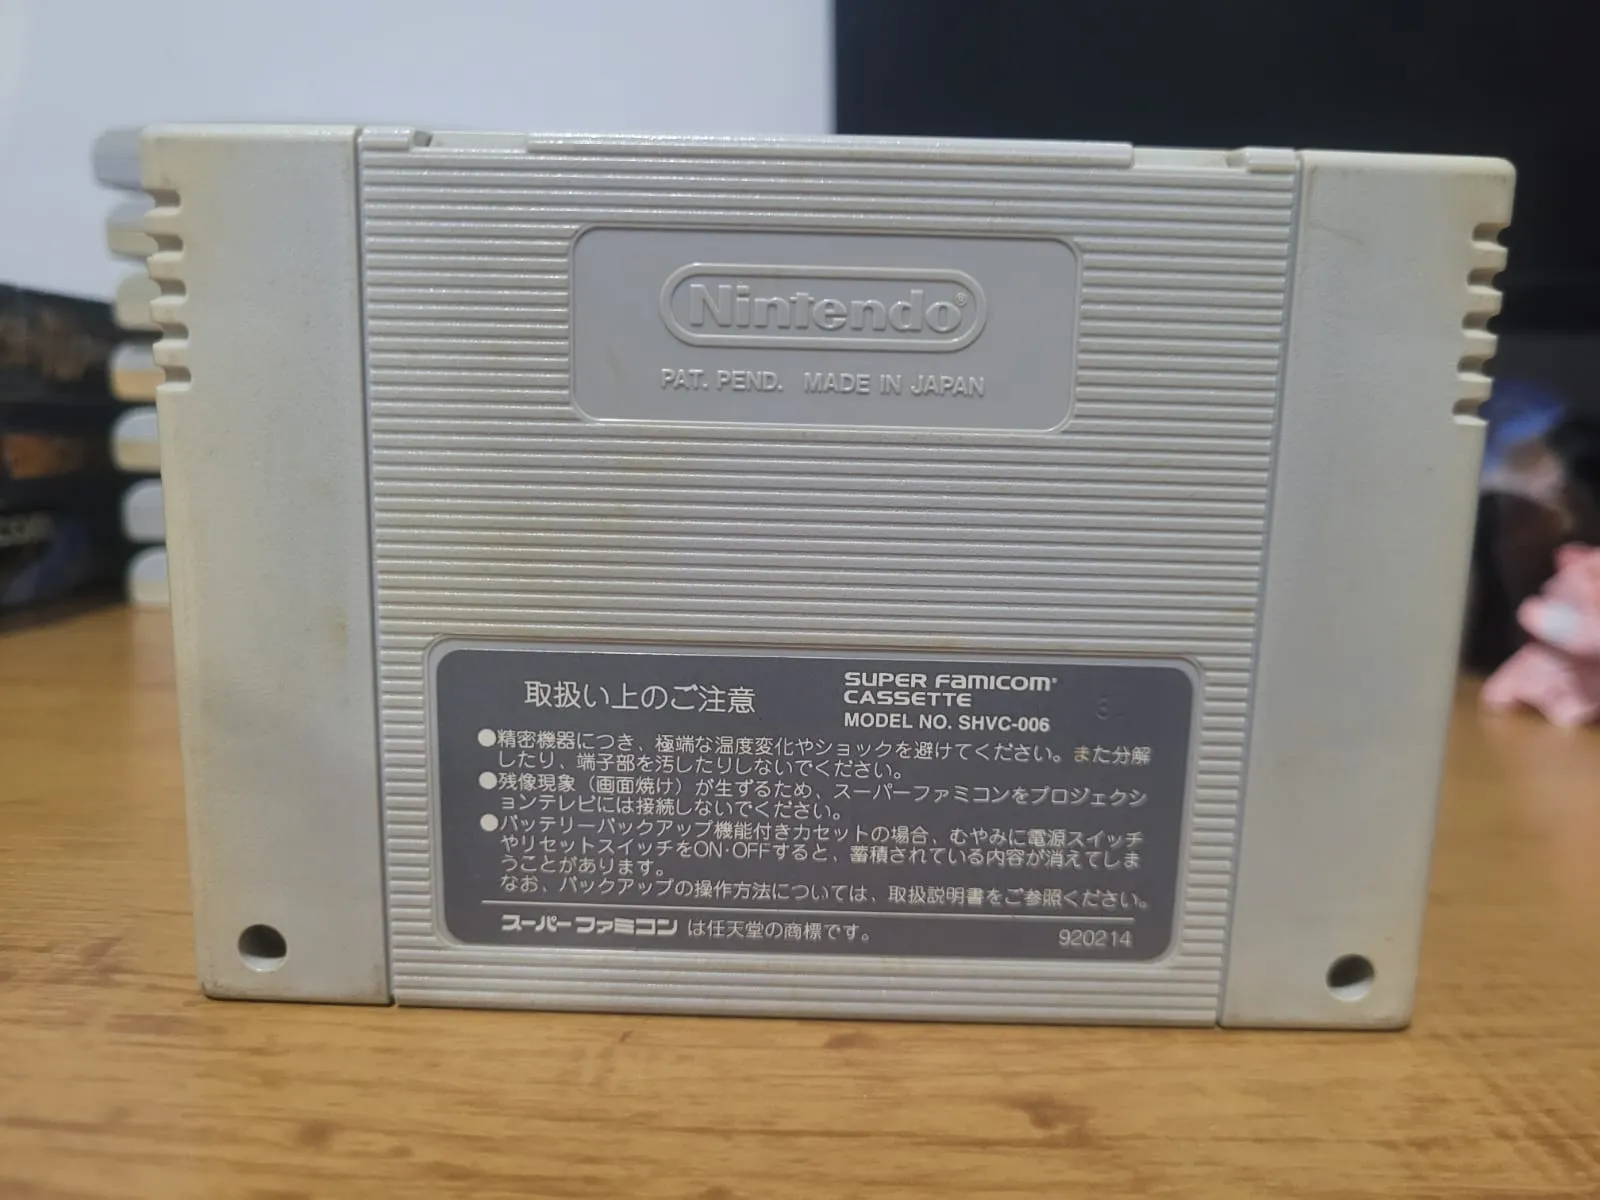 Nintendo®
PAT. PEND. MADE IN JAPAN
取扱い上のご注意
SUPER FAMICOM®
CASSETTE
MODEL NO. SHVC-006
●精密機器につき、極端な温度変化やショックを避けてください。また分解
したり、端子部を汚したりしないでください。
●残像現象（画面焼け）が生ずるため、スーパーファミコンをプロジェクシ
ョンテレビには接続しないでください。
●バッテリーバックアップ機能付きカセットの場合、むやみに電源スイッチ
やリセットスイッチをON・OFFすると、蓄積されている内容が消えてしま
うことがあります。
なお、バックアップの操作方法については、取扱説明書をご参照ください。
スーパーファミコン は任天堂の商標です。
920214